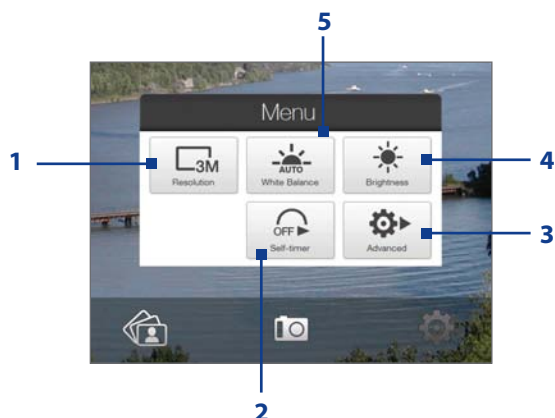 5
Menu
1
3M
Resolution
AUTO
White Balance
Brightness
4
OFF
Self-timer
Advanced
3
2